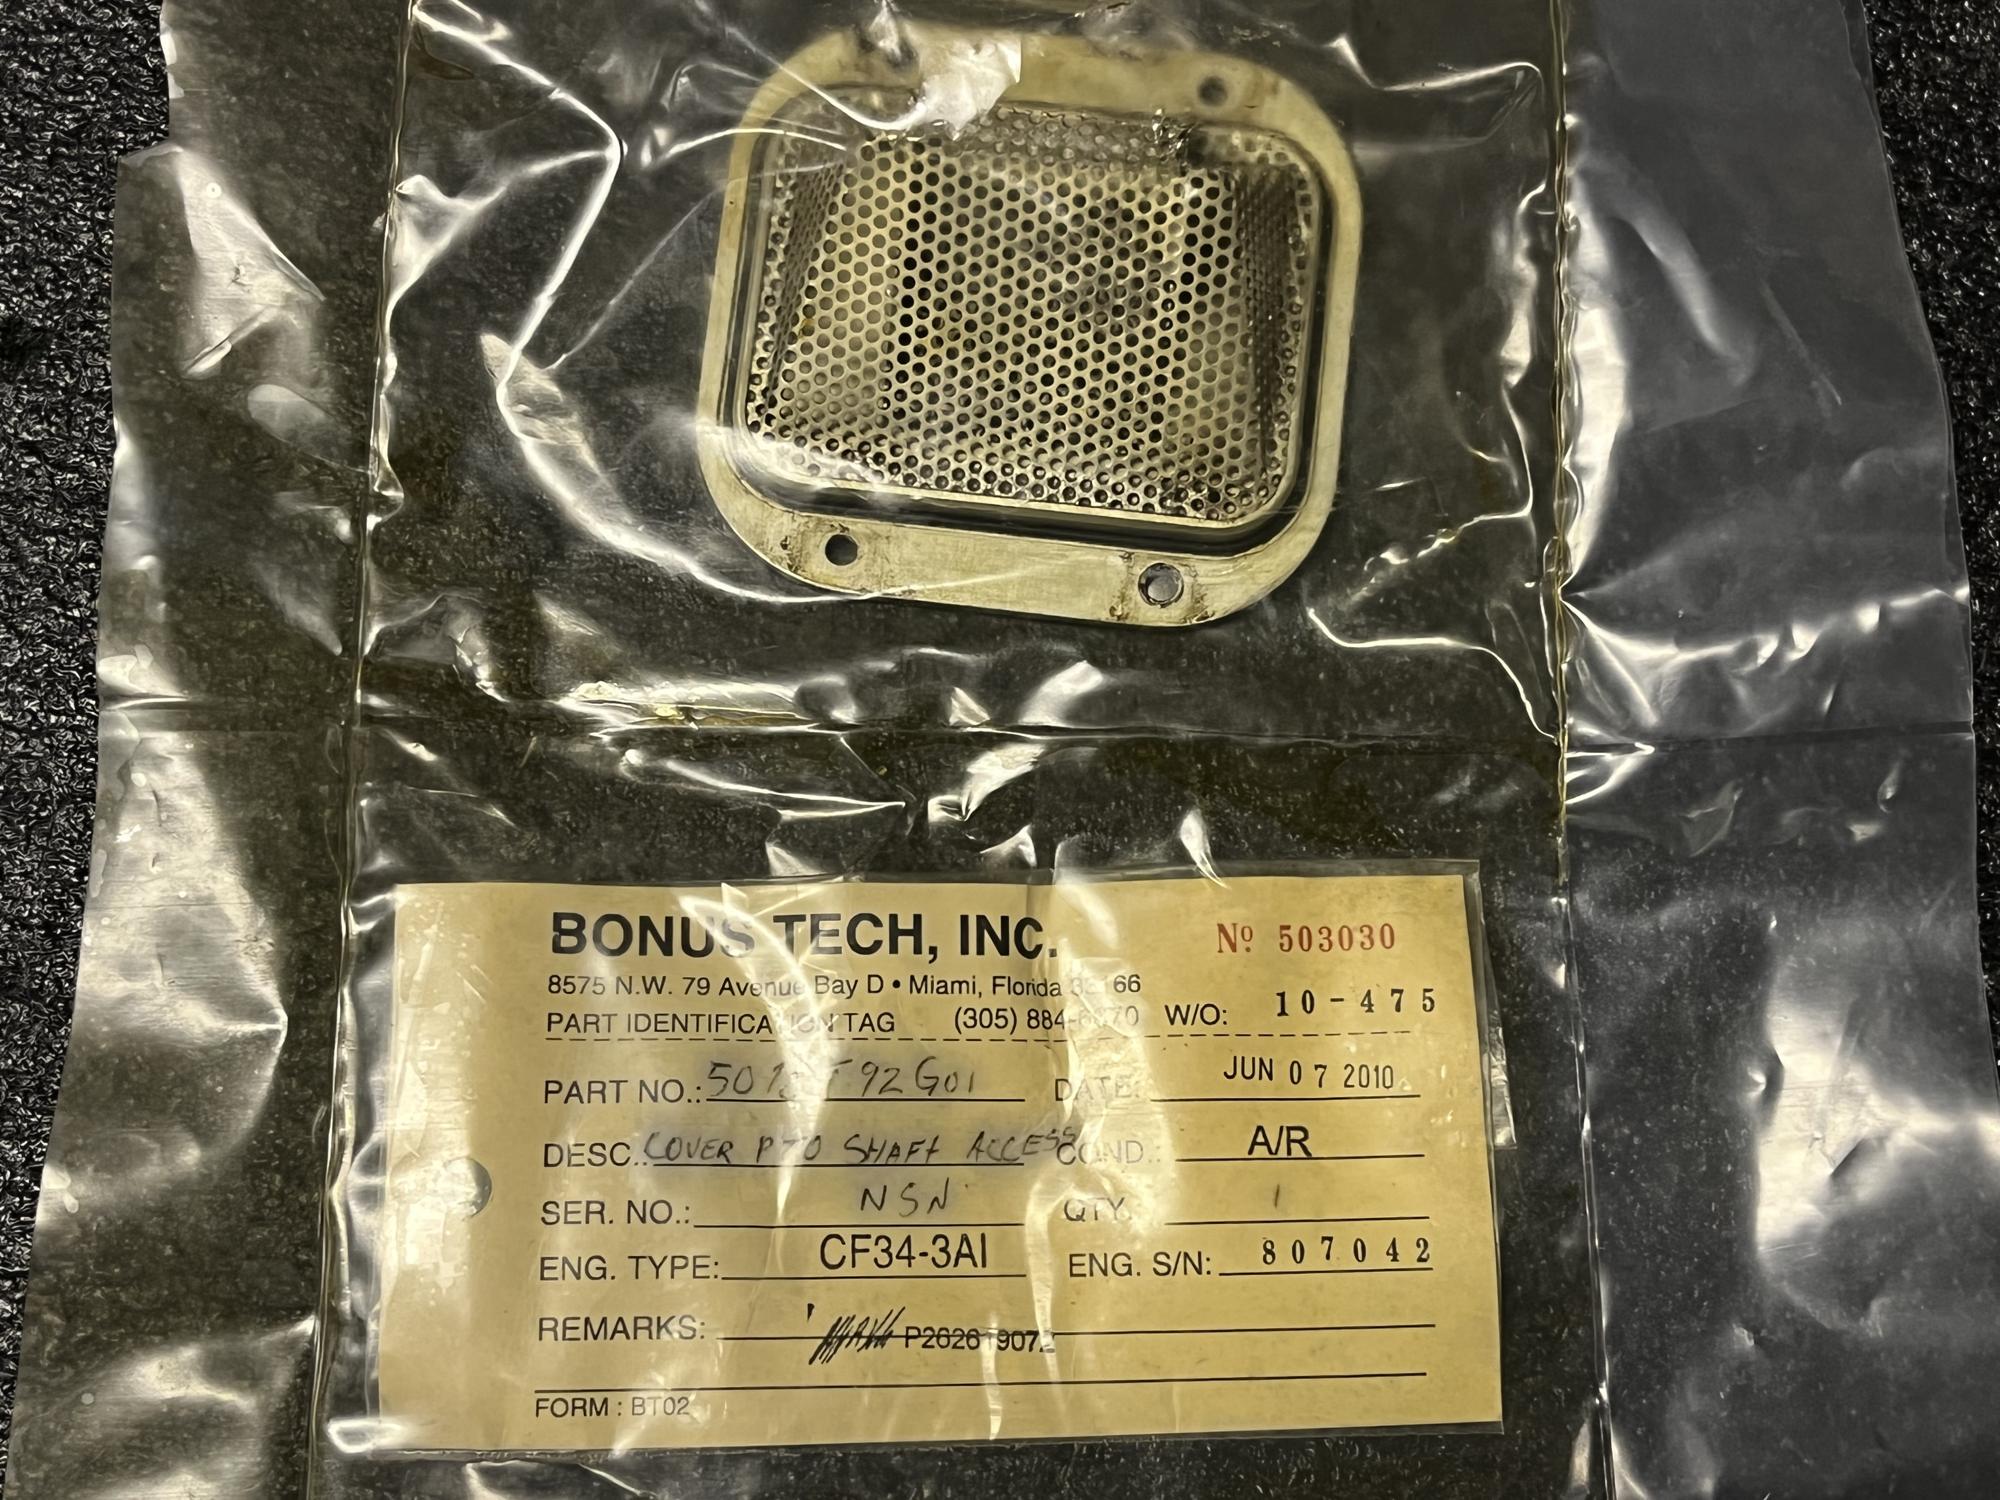 BONUS TECH, INC.
Nº 503030
8575 N.W. 79 Avenue Bay D • Miami, Florida
PART IDENTIFICATION TAG (305) W/O: 10-475
PART NO.: DATE: JUN 07 2010
DESC.: COVER PTO SHAFT ACCESS COND.: A/R
SER. NO.: NSN QTY.: 1
ENG. TYPE: CF34-3AI ENG. S/N: 807042
REMARKS:
FORM : BT02